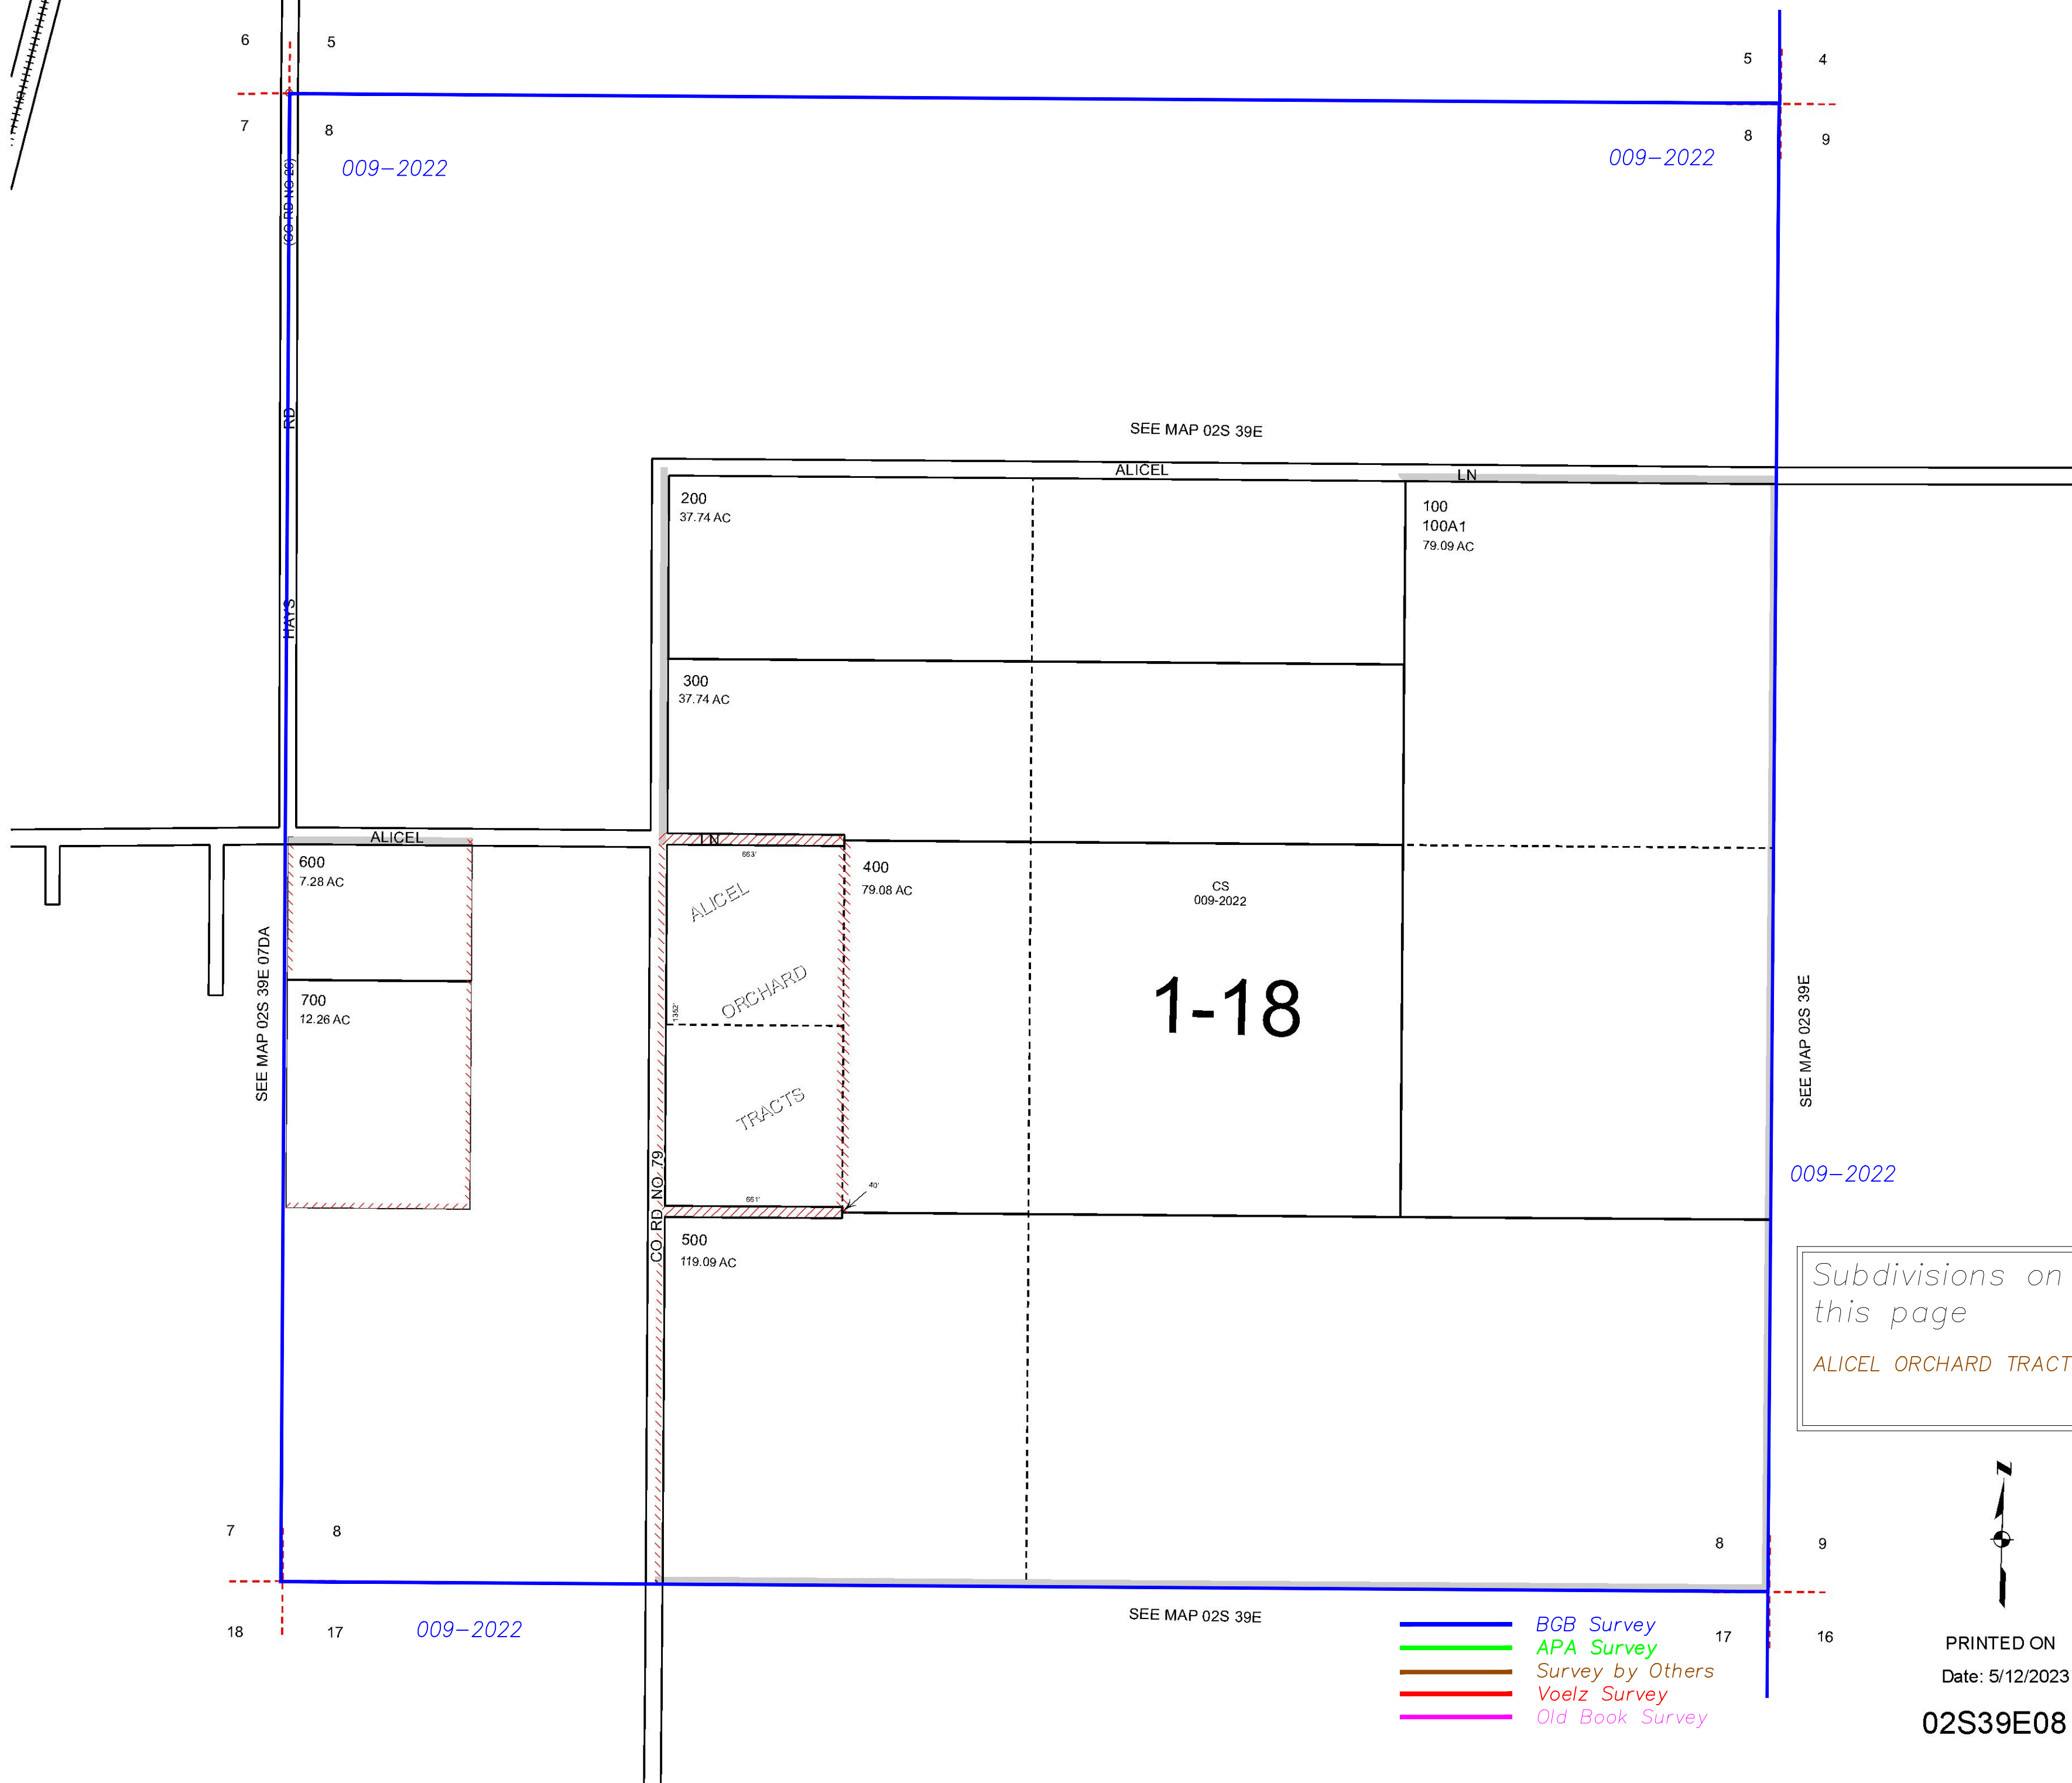 6
5
5
4
7
8
8
9
009-2022
009-2022
(CO RD NO 26)
RD
HAYS
SEE MAP 02S 39E
ALICEL
LN
200
37.74 AC
100
100A1
79.09 AC
300
37.74 AC
ALICEL
LN
663'
600
7.28 AC
400
79.08 AC
CS
009-2022
ALICEL
ORCHARD
TRACTS
1352'
1-18
700
12.26 AC
SEE MAP 02S 39E 07DA
SEE MAP 02S 39E
009-2022
661'
40'
CO RD NO 79
500
119.09 AC
Subdivisions on
this page
ALICEL ORCHARD TRACT
7
8
8
9
18
17
009-2022
SEE MAP 02S 39E
17
16
BGB Survey
APA Survey
Survey by Others
Voelz Survey
Old Book Survey
N
PRINTED ON
Date: 5/12/2023
02S39E08